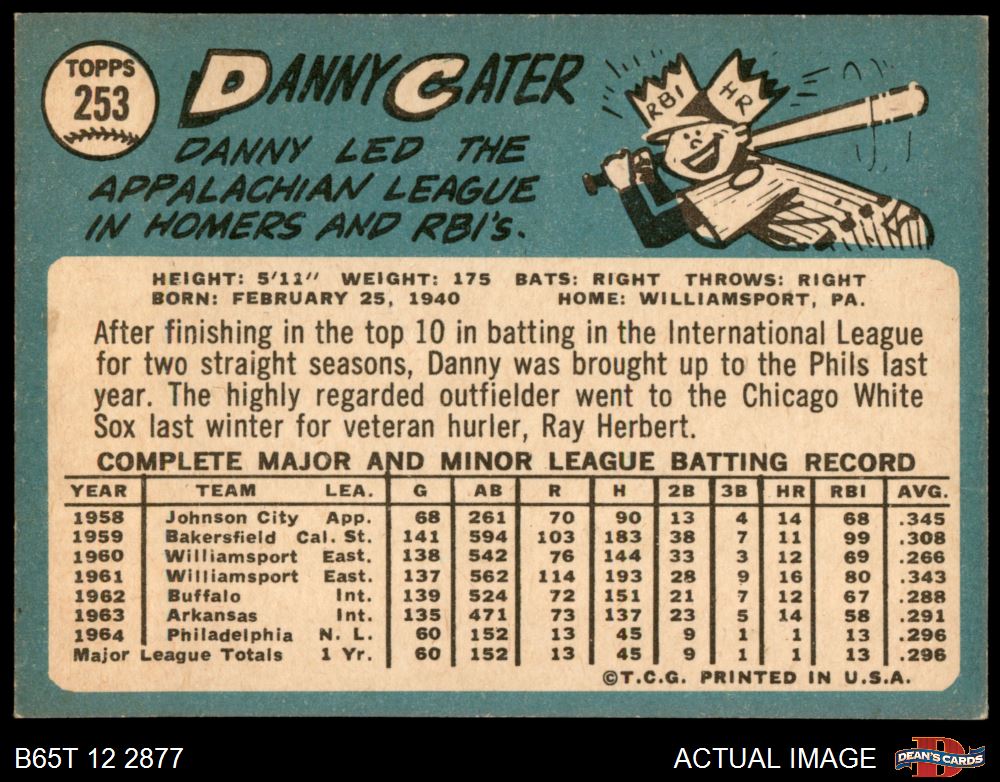 TOPPS
253
DANNY CATER
DANNY LED THE
APPALACHIAN LEAGUE
IN HOMERS AND RBI'S.
RBI
HR
HEIGHT: 5'11" WEIGHT: 175 BATS: RIGHT THROWS: RIGHT
BORN: FEBRUARY 25, 1940 HOME: WILLIAMSPORT, PA.
After finishing in the top 10 in batting in the International League
for two straight seasons, Danny was brought up to the Phils last
year. The highly regarded outfielder went to the Chicago White
Sox last winter for veteran hurler, Ray Herbert.
COMPLETE MAJOR AND MINOR LEAGUE BATTING RECORD
YEAR TEAM LEA. G AB R H 2B 3B HR RBI AVG.
1958 Johnson City App. 68 261 70 90 13 4 14 68 .345
1959 Bakersfield Cal. St. 141 594 103 183 38 7 11 99 .308
1960 Williamsport East. 138 542 76 144 33 3 12 69 .266
1961 Williamsport East. 137 562 114 193 28 9 16 80 .343
1962 Buffalo Int. 139 524 72 151 21 7 12 67 .288
1963 Arkansas Int. 135 471 73 137 23 5 14 58 .291
1964 Philadelphia N. L. 60 152 13 45 9 1 1 13 .296
Major League Totals 1 Yr. 60 152 13 45 9 1 1 13 .296
©T.C.G. PRINTED IN U.S.A.
B65T 12 2877 ACTUAL IMAGE
D
DEAN'S CARDS